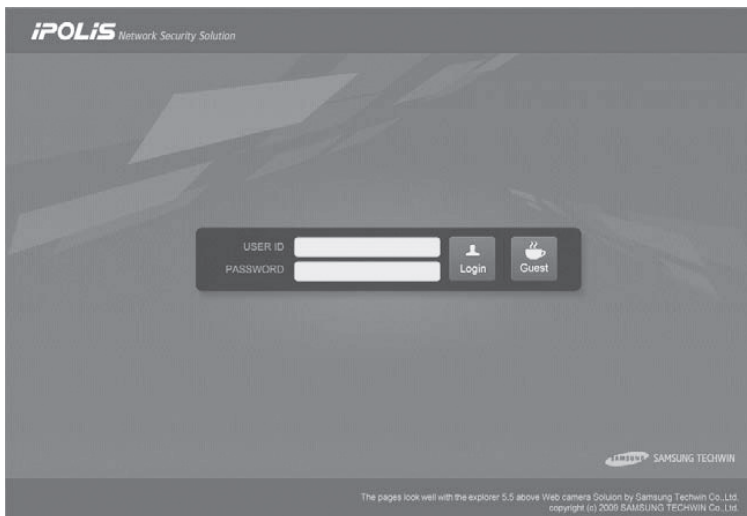 iPOLiS Network Security Solution
USER ID
Login
Guest
PASSWORD
SAMSUNG SAMSUNG TECHWIN
The pages look well with the explorer 5.5 above Web camera Soluion by Samsung Techwin Co.,Ltd.
copyright (c) 2009 SAMSUNG TECHWIN Co.,Ltd.